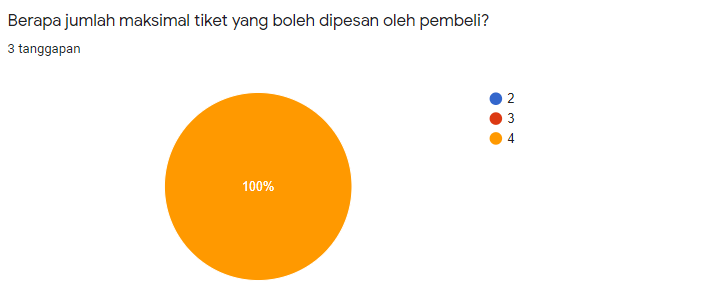 Berapa jumlah maksimal tiket yang boleh dipesan oleh pembeli?
3 tanggapan
100%
2
3
4